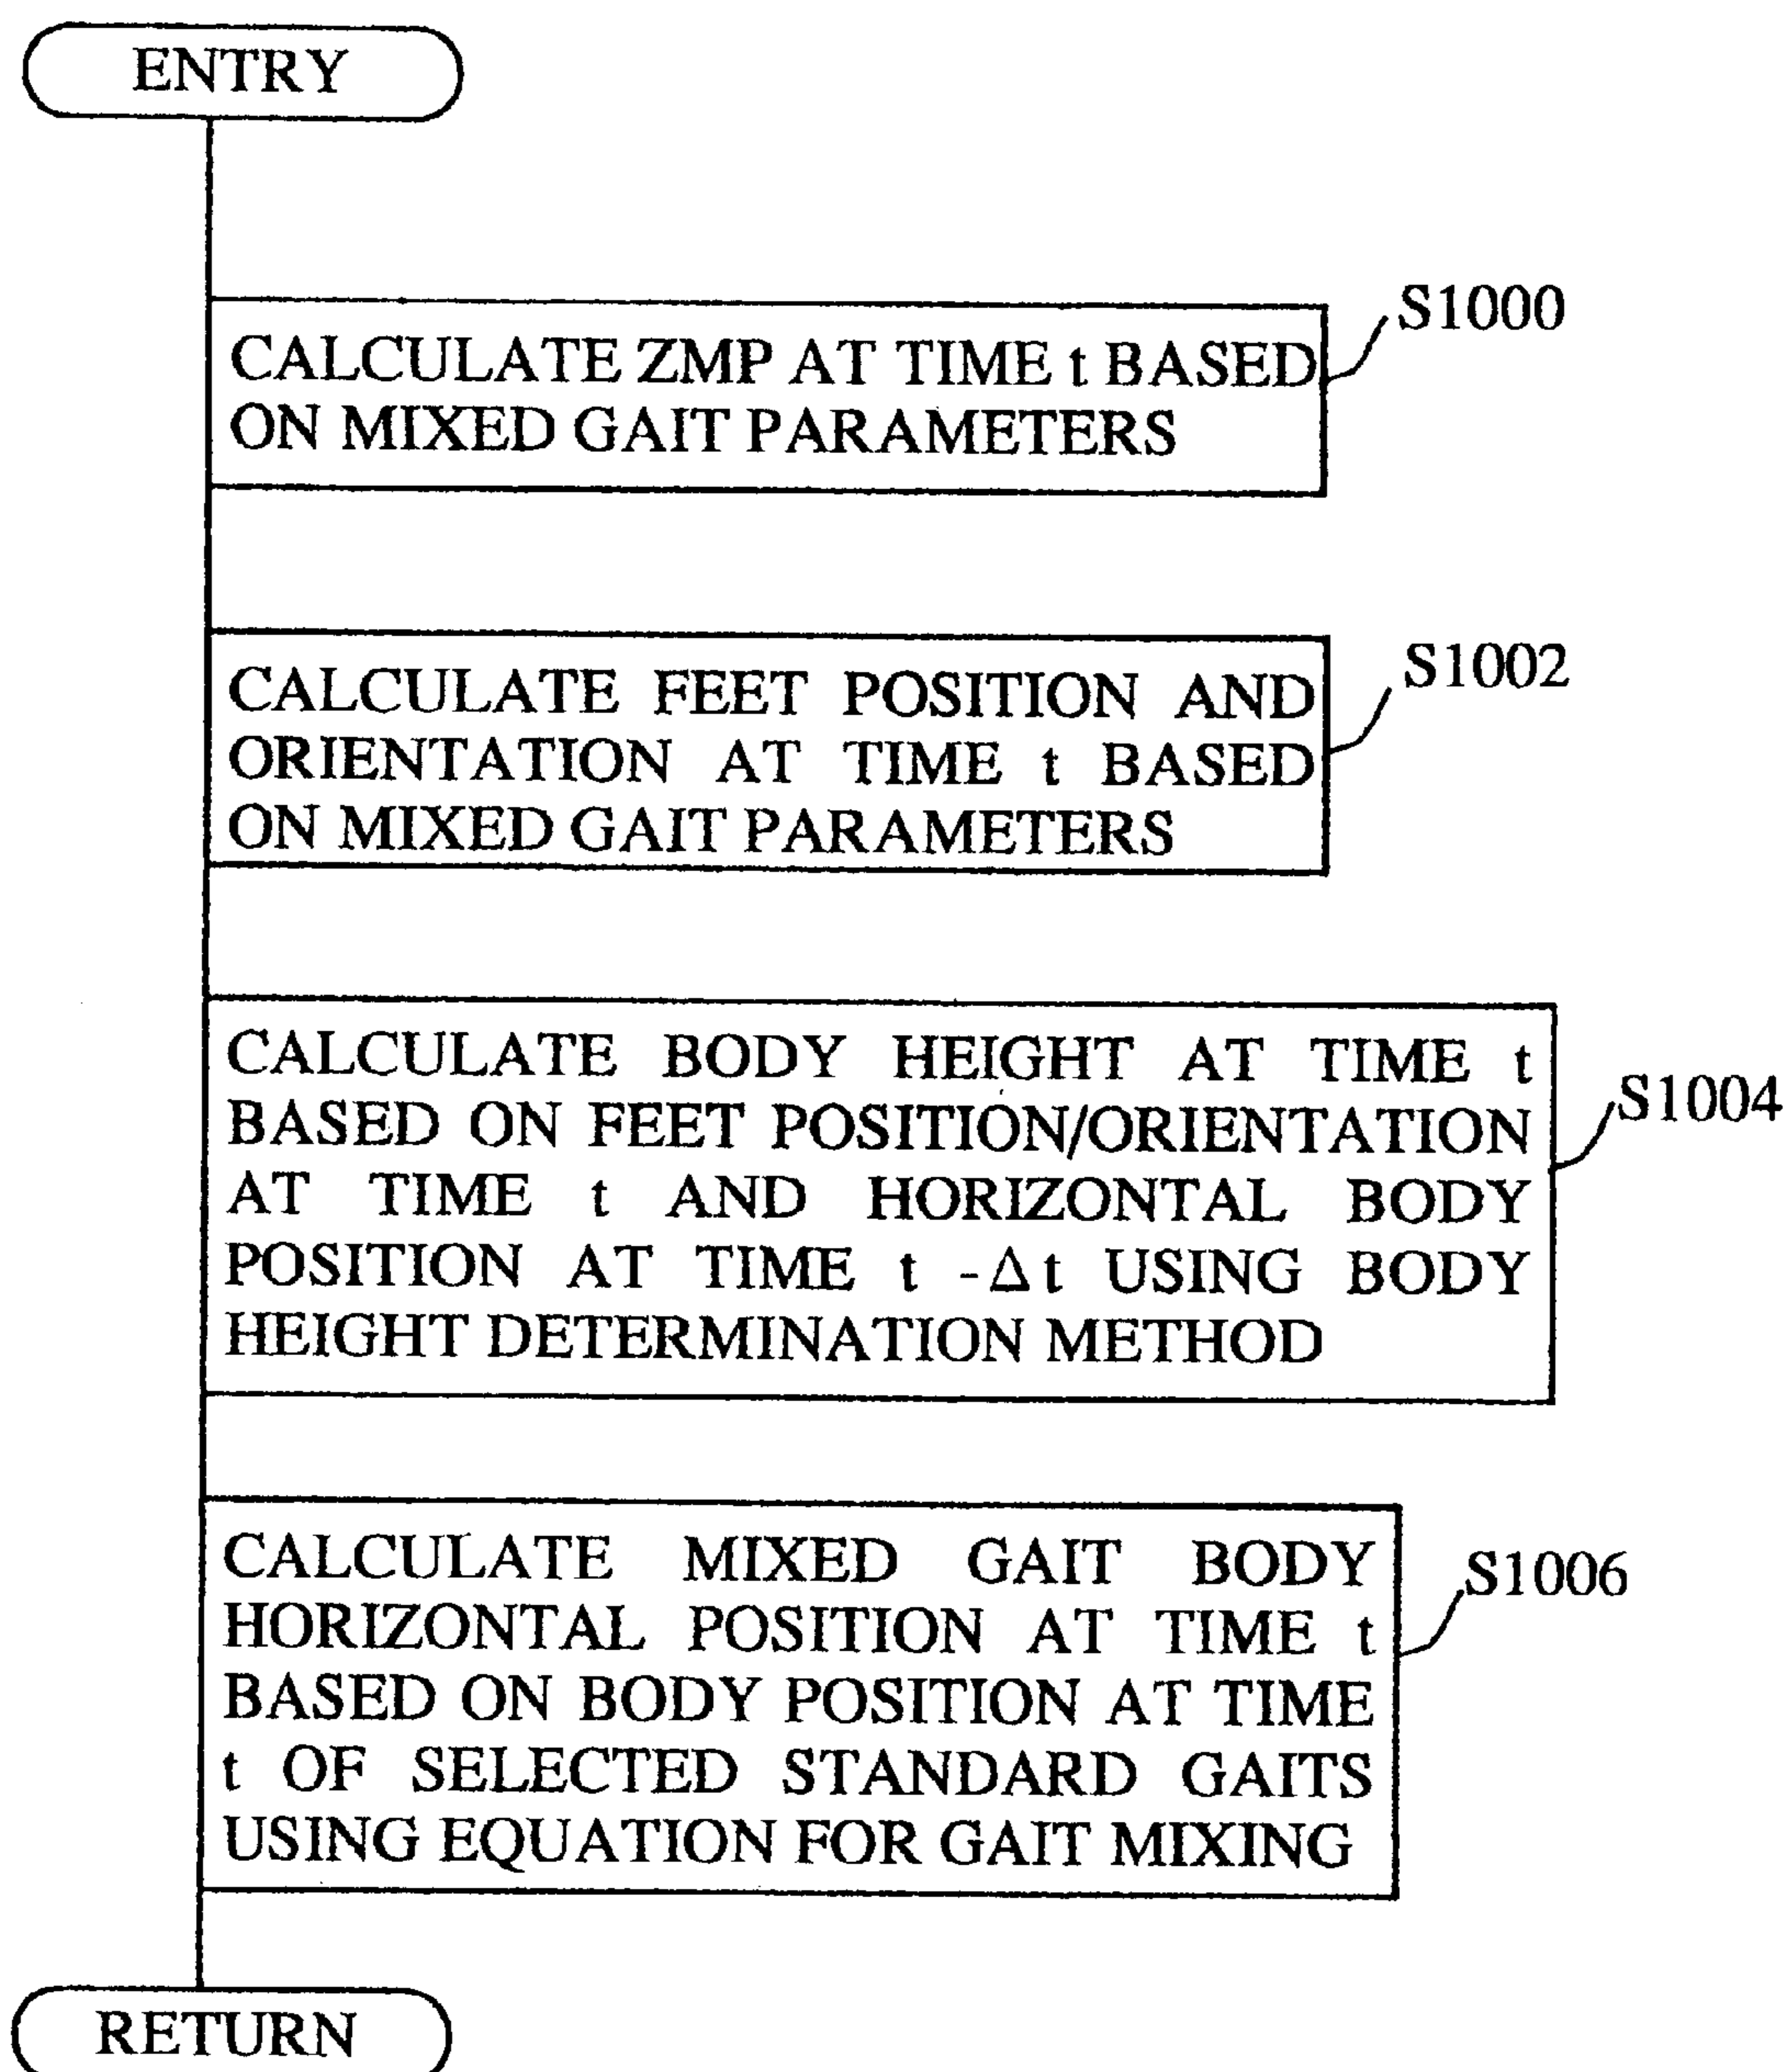 ENTRY
S1000
CALCULATE ZMP AT TIME t BASED
ON MIXED GAIT PARAMETERS
S1002
CALCULATE FEET POSITION AND
ORIENTATION AT TIME t BASED
ON MIXED GAIT PARAMETERS
S1004
CALCULATE BODY HEIGHT AT TIME t
BASED ON FEET POSITION/ORIENTATION
AT TIME t AND HORIZONTAL BODY
POSITION AT TIME t -Δt USING BODY
HEIGHT DETERMINATION METHOD
S1006
CALCULATE MIXED GAIT BODY
HORIZONTAL POSITION AT TIME t
BASED ON BODY POSITION AT TIME
t OF SELECTED STANDARD GAITS
USING EQUATION FOR GAIT MIXING
RETURN